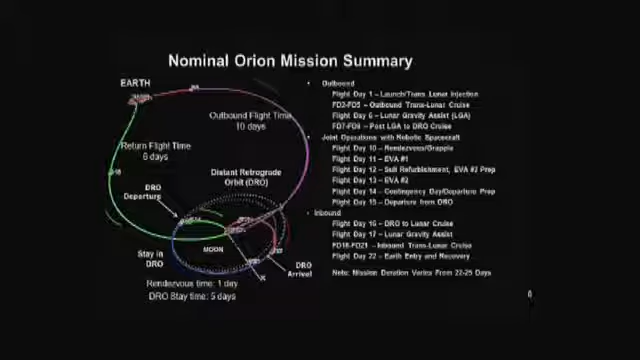 Nominal Orion Mission Summary
EARTH
Outbound Flight Time
10 days
Return Flight Time
6 days
Distant Retrograde
Orbit (DRO)
DRO
Departure
MOON
Stay in
DRO
DRO
Arrival
Rendezvous time: 1 day
DRO Stay time: 5 days
• Outbound
Flight Day 1 – Launch/Trans Lunar Injection
FD2-FD5 – Outbound Trans-Lunar Cruise
Flight Day 6 – Lunar Gravity Assist (LGA)
FD7-FD9 – Post LGA to DRO Cruise
• Joint Operations with Robotic Spacecraft
Flight Day 10 – Rendezvous/Grapple
Flight Day 11 – EVA #1
Flight Day 12 – Suit Refurbishment, EVA #2 Prep
Flight Day 13 – EVA #2
Flight Day 14 – Contingency Day/Departure Prep
Flight Day 15 – Departure from DRO
• Inbound
Flight Day 16 – DRO to Lunar Cruise
Flight Day 17 – Lunar Gravity Assist
FD18-FD21 – Inbound Trans-Lunar Cruise
Flight Day 22 – Earth Entry and Recovery
Note: Mission Duration Varies From 22-25 Days